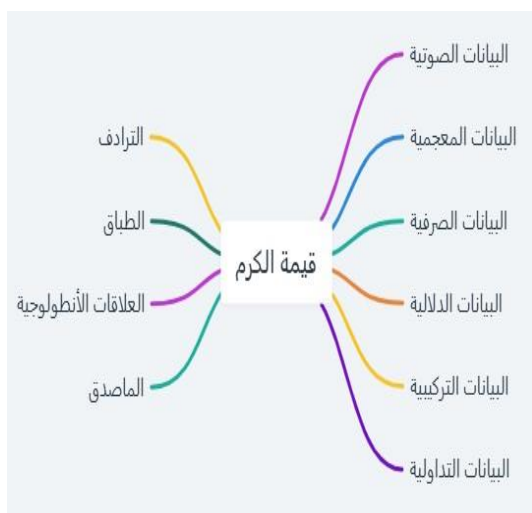 قيمة الكرم
البيانات الصوتية
البيانات المعجمية
البيانات الصرفية
البيانات الدلالية
البيانات التركيبية
البيانات التداولية
الترادف
الطباق
العلاقات الأنطولوجية
الماصدق